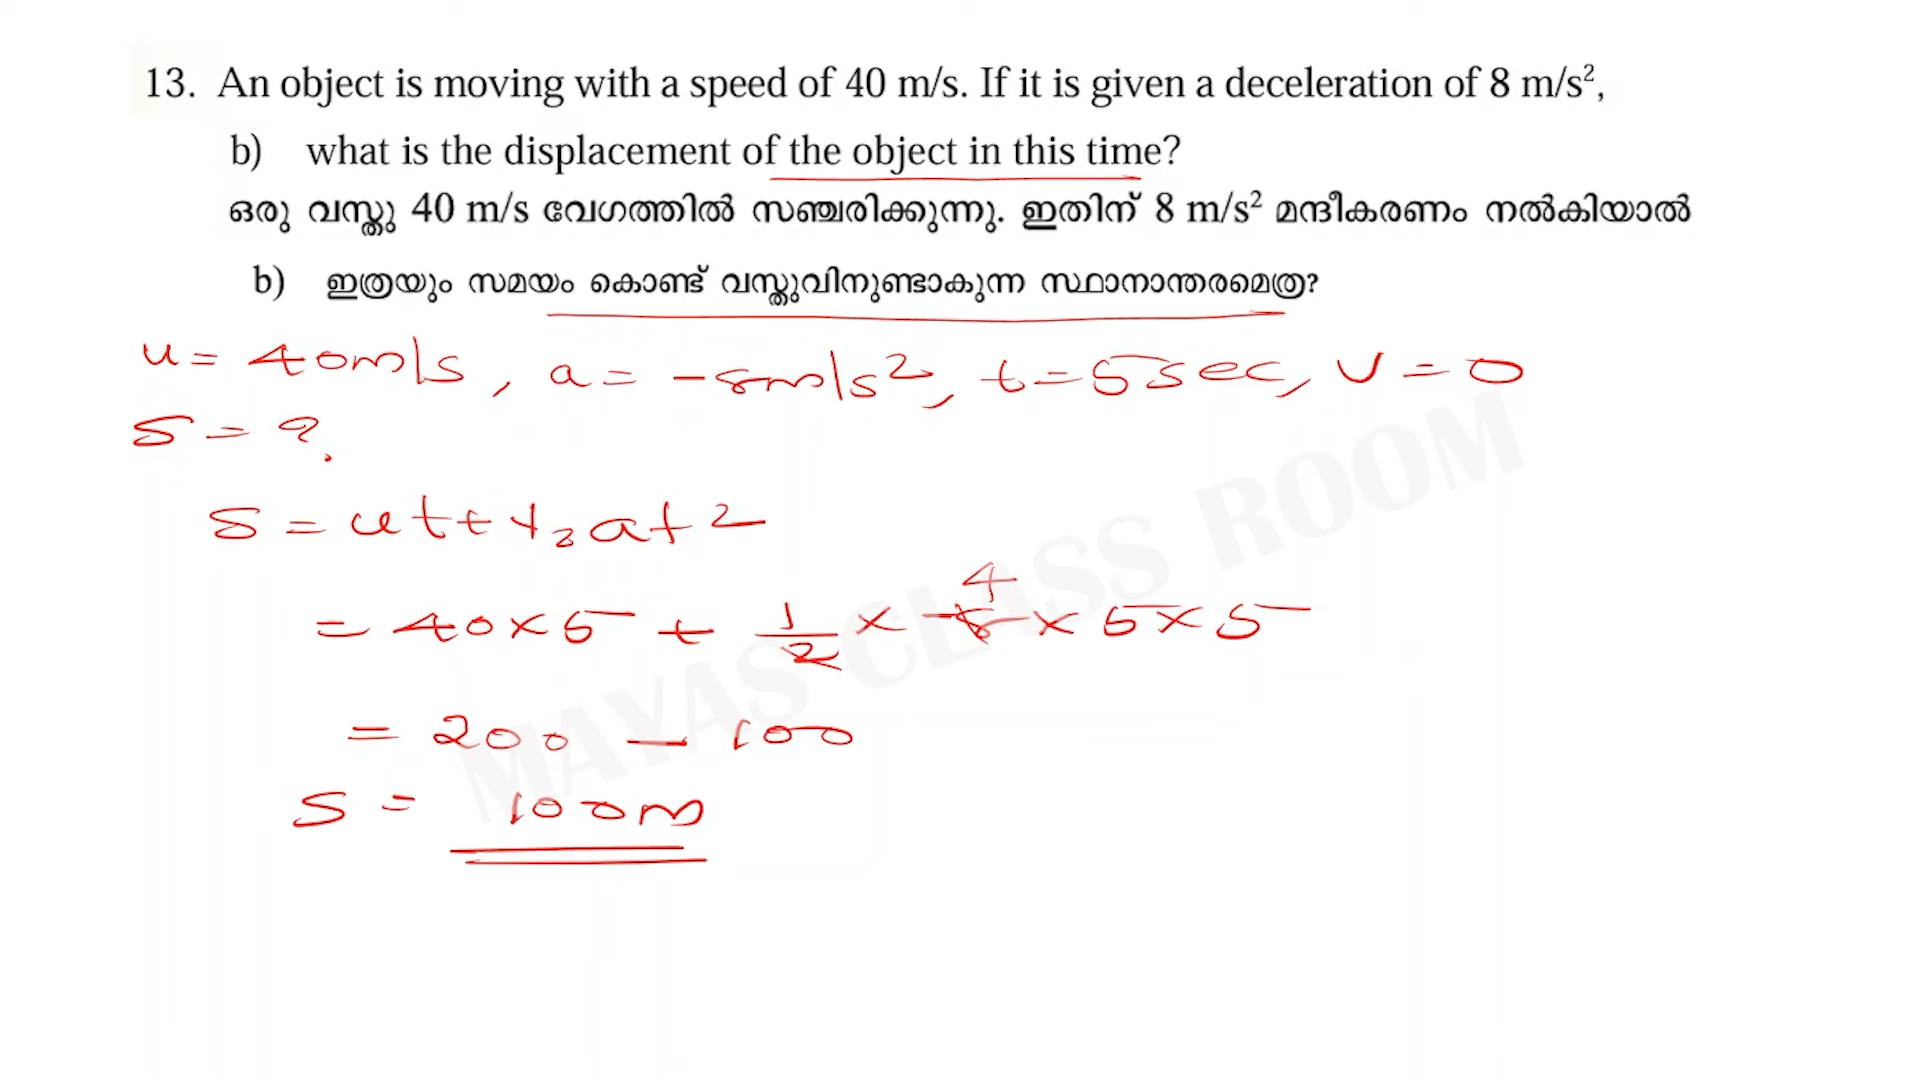 13. An object is moving with a speed of 40 m/s. If it is given a deceleration of 8 m/s²,
b) what is the displacement of the object in this time?
ഒരു വസ്തു 40 m/s വേഗത്തിൽ സഞ്ചരിക്കുന്നു. ഇതിന് 8 m/s² മന്ദീകരണം നൽകിയാൽ
b) ഇത്രയും സമയം കൊണ്ട് വസ്തുവിനുണ്ടാകുന്ന സ്ഥാനാന്തരമെത്ര?
u = 40m/s, a = -8m/s², t = 5sec, v = 0
S = ?
S = ut + ½ at²
= 40 × 5 + 1/2 × -8 × 5 × 5
4
= 200 - 100
S = 100m
MAYAS CLASS ROOM